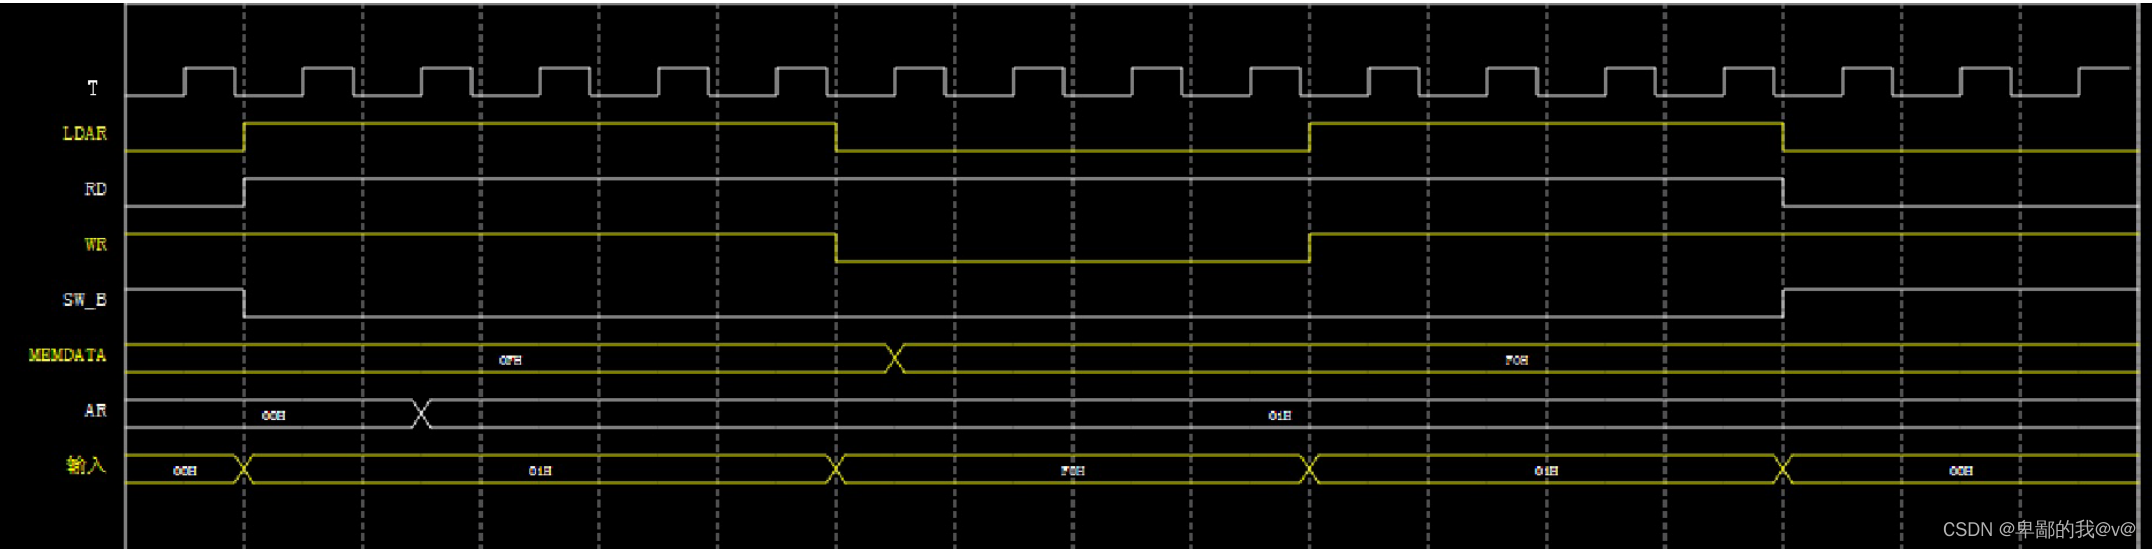 T
LDAR
RD
WR
SW_B
MEMDATA 0FH F0H
AR 00H 01H
输入 00H 01H F0H 01H 00H
CSDN @卑鄙的我@v@